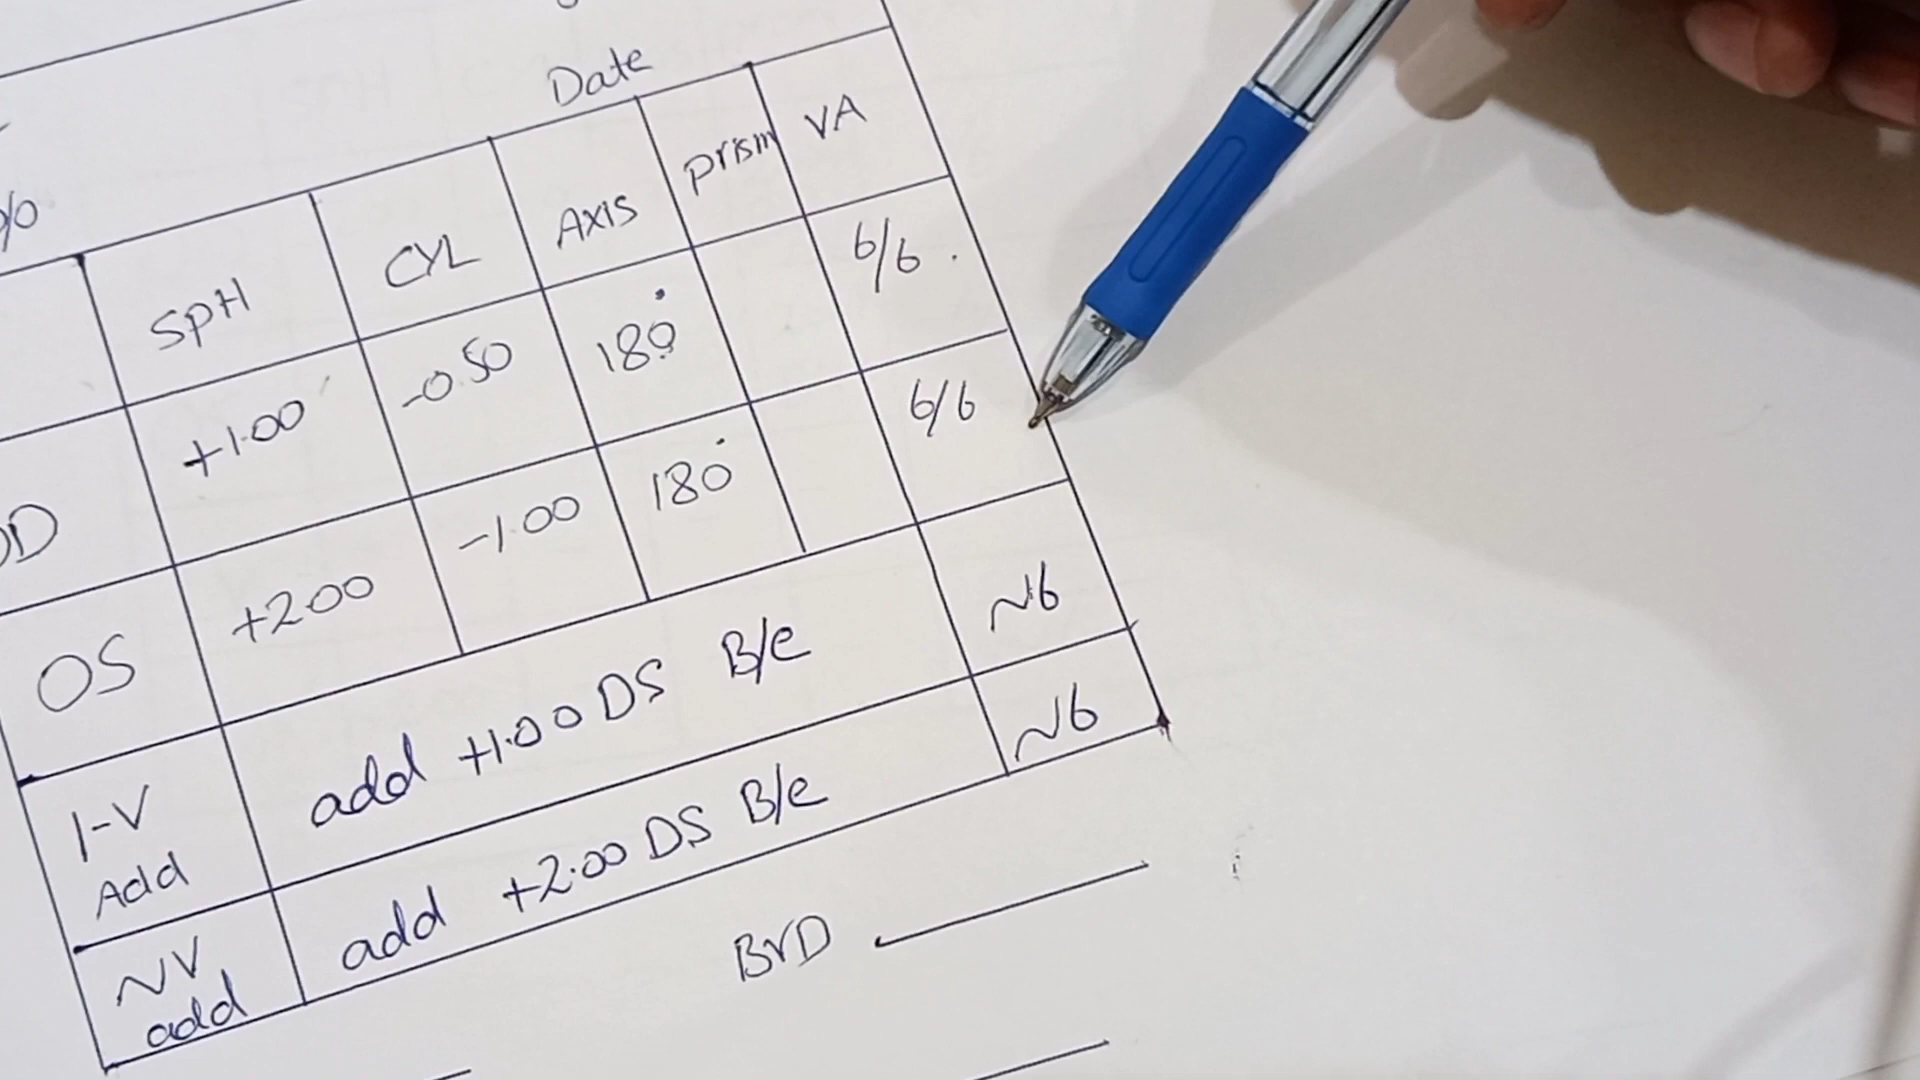 Date
SPH CYL AXIS prism VA
+1.00 -0.50 180° 6/6
OS +2.00 -1.00 180° 6/6
I-V Add add +1.00 DS B/e N6
NV add add +2.00 DS B/e N6
BVD